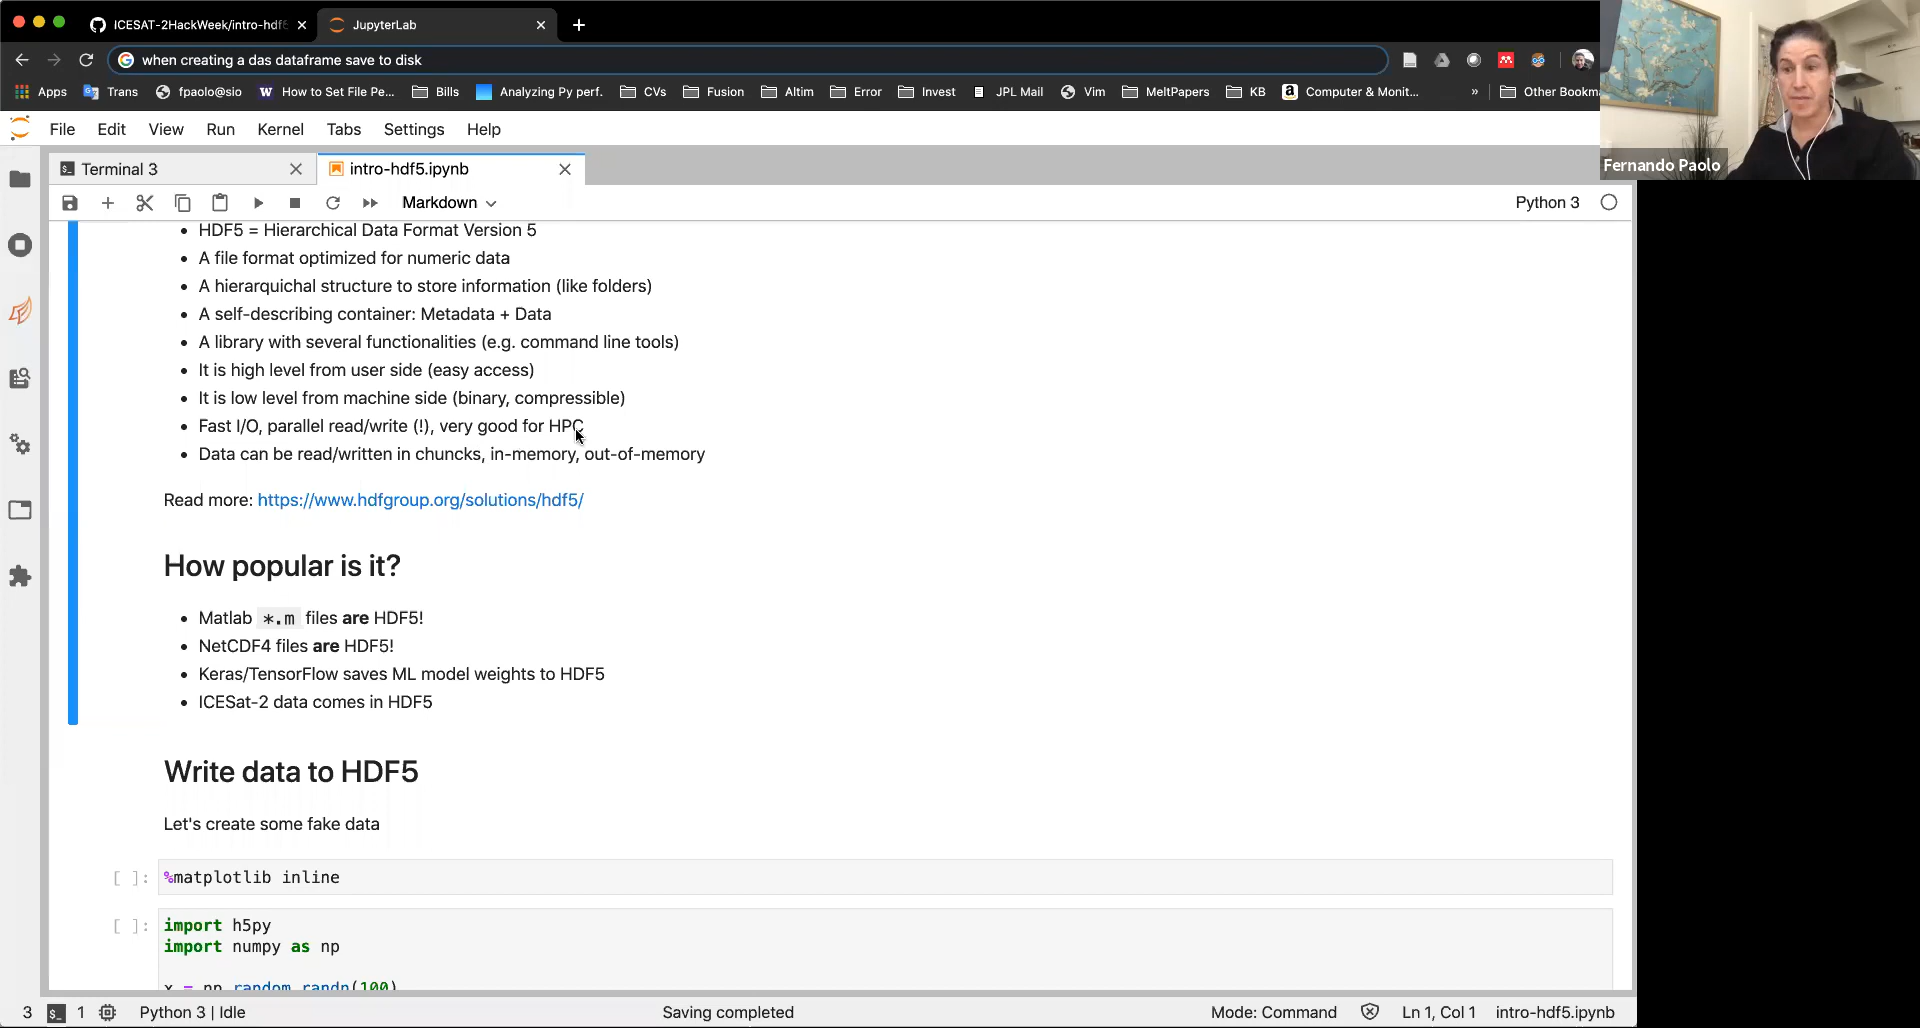 ICESAT-2HackWeek/intro-hdf5
JupyterLab
when creating a das dataframe save to disk
Apps
Trans
fpaolo@sio
How to Set File Pe...
Bills
Analyzing Py perf.
CVs
Fusion
Altim
Error
Invest
JPL Mail
Vim
MeltPapers
KB
Computer & Monit...
»
Other Bookma
Fernando Paolo
File Edit View Run Kernel Tabs Settings Help
Terminal 3
intro-hdf5.ipynb
Markdown
Python 3
• HDF5 = Hierarchical Data Format Version 5
• A file format optimized for numeric data
• A hierarquichal structure to store information (like folders)
• A self-describing container: Metadata + Data
• A library with several functionalities (e.g. command line tools)
• It is high level from user side (easy access)
• It is low level from machine side (binary, compressible)
• Fast I/O, parallel read/write (!), very good for HPC
• Data can be read/written in chuncks, in-memory, out-of-memory
Read more: https://www.hdfgroup.org/solutions/hdf5/
How popular is it?
• Matlab *.m files are HDF5!
• NetCDF4 files are HDF5!
• Keras/TensorFlow saves ML model weights to HDF5
• ICESat-2 data comes in HDF5
Write data to HDF5
Let's create some fake data
[ ]: %matplotlib inline
[ ]: import h5py
import numpy as np
x = np.random.randn(100)
3 $_ 1 Python 3 | Idle
Saving completed
Mode: Command
Ln 1, Col 1
intro-hdf5.ipynb